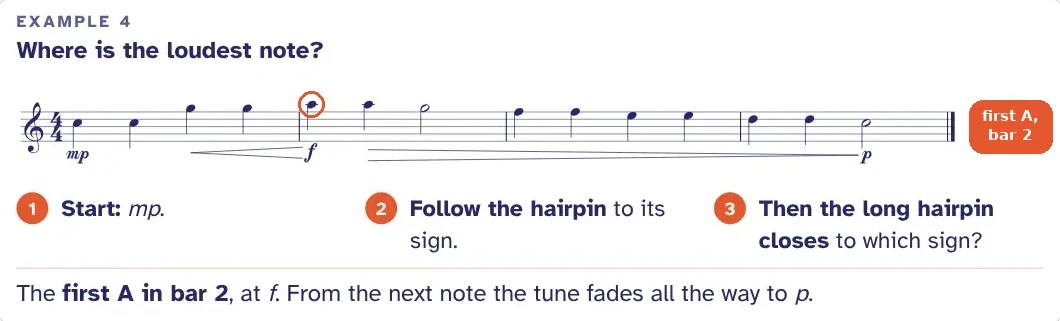 EXAMPLE 4
Where is the loudest note?
4
4
mp
f
p
first A,
bar 2
1 Start: mp.
2 Follow the hairpin to its
sign.
3 Then the long hairpin
closes to which sign?
The first A in bar 2, at f. From the next note the tune fades all the way to p.